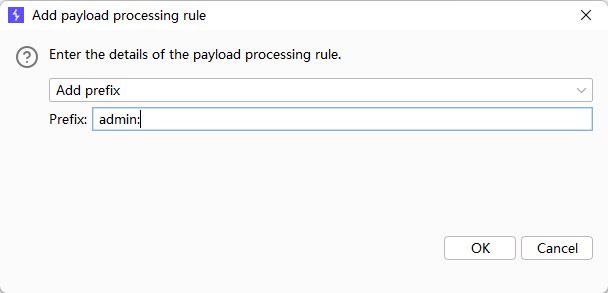 Add payload processing rule
Enter the details of the payload processing rule.
Add prefix
Prefix: admin:
OK Cancel